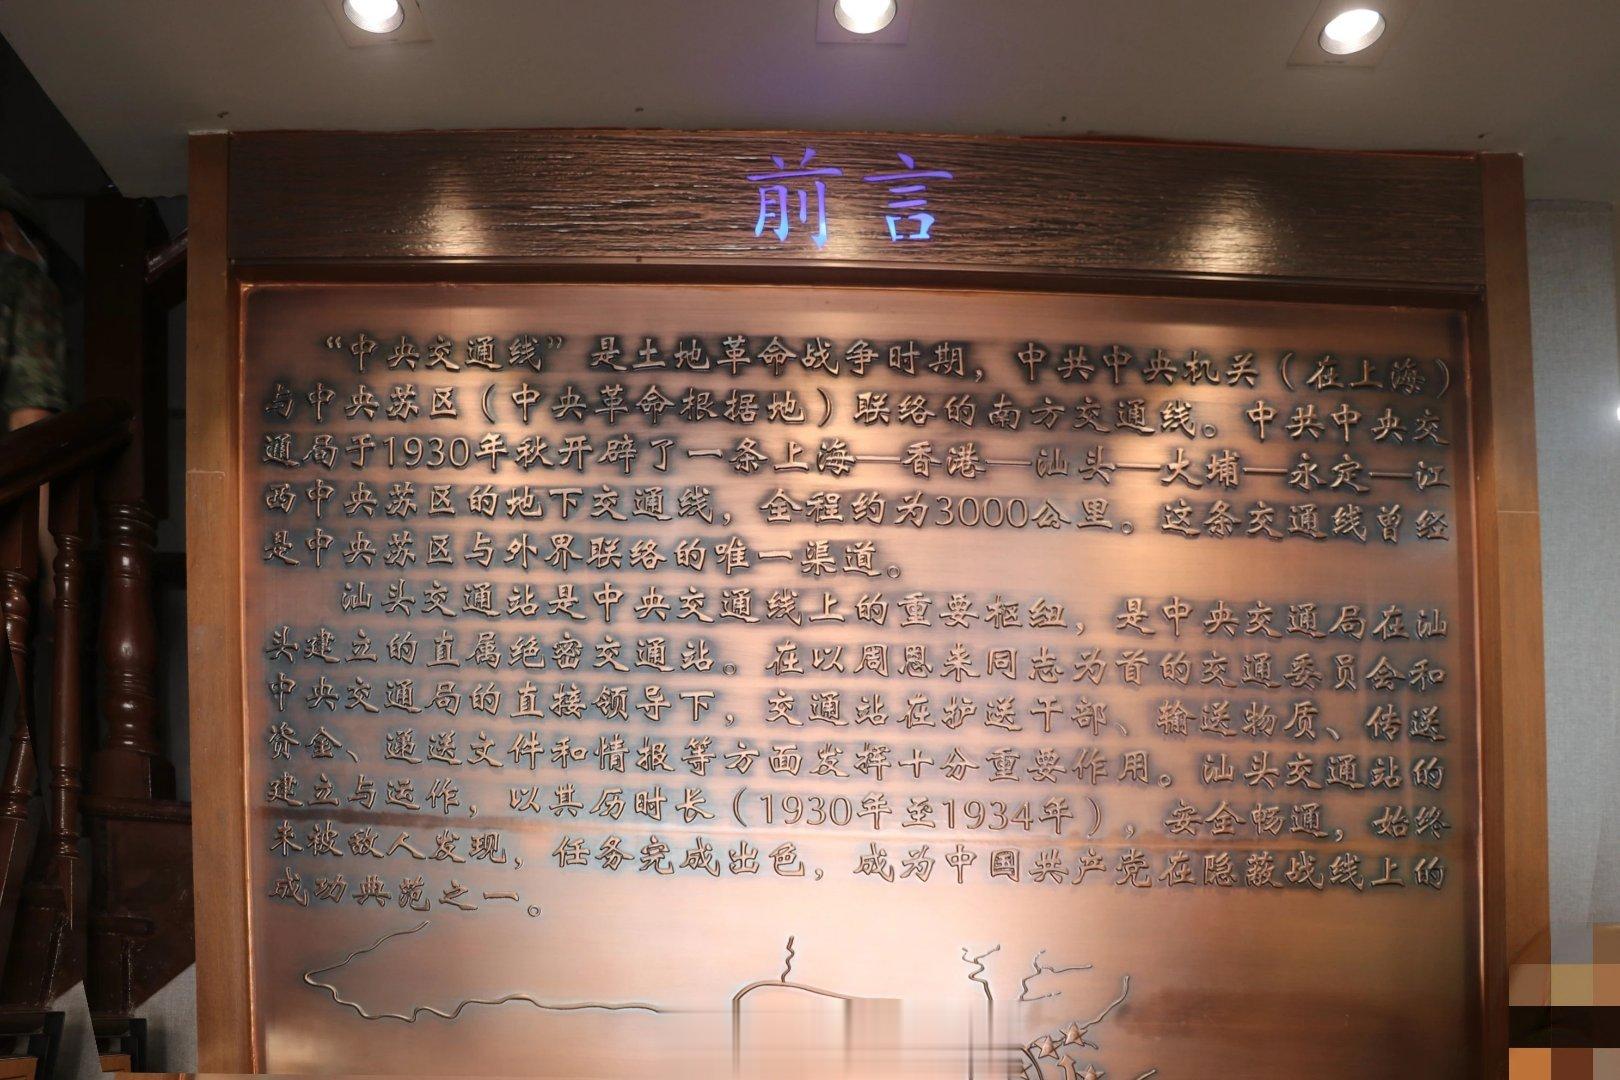 前言
“中央交通线”是土地革命战争时期，中共中央机关（在上海）
与中央苏区（中央革命根据地）联络的南方交通线。中共中央交
通局于1930年秋开辟了一条上海—香港—汕头—大埔—永定—江
西中央苏区的地下交通线，全程约为3000公里。这条交通线曾经
是中央苏区与外界联络的唯一渠道。
汕头交通站是中央交通线上的重要枢纽，是中央交通局在汕
头建立的直属绝密交通站。在以周恩来同志为首的交通委员会和
中央交通局的直接领导下，交通站在护送干部、输送物质、传送
资金、递送文件和情报等方面发挥十分重要作用。汕头交通站的
建立与运作，以其历时长（1930年至1934年），安全畅通，始终
未被敌人发现，任务完成出色，成为中国共产党在隐蔽战线上的
成功典范之一。